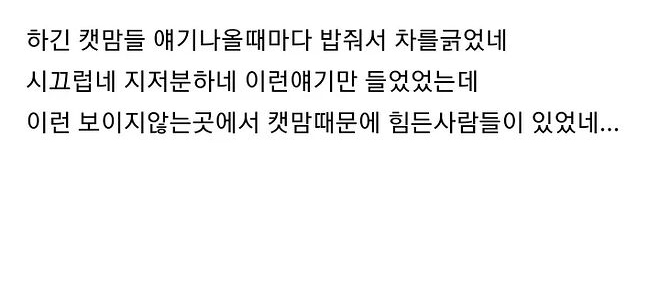 하긴 캣맘들 얘기나올때마다 밥줘서 차를긁었네
시끄럽네 지저분하네 이런얘기만 들었었는데
이런 보이지않는곳에서 캣맘때문에 힘든사람들이 있었네...